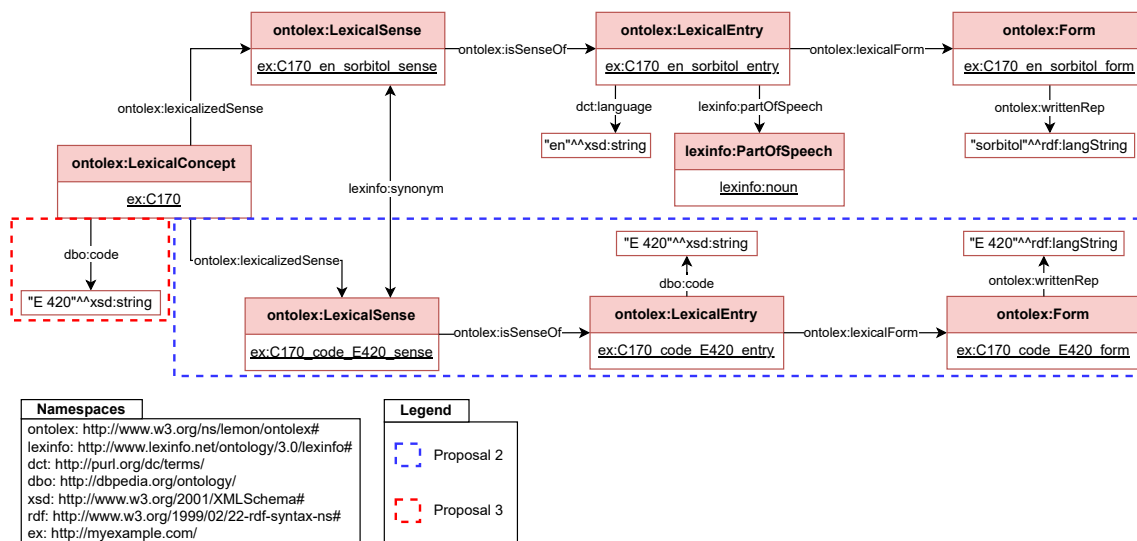 ontolex:LexicalSense
ex:C170_en_sorbitol_sense
ontolex:isSenseOf
ontolex:LexicalEntry
ex:C170_en_sorbitol_entry
ontolex:lexicalForm
ontolex:Form
ex:C170_en_sorbitol_form
ontolex:lexicalizedSense
dct:language
lexinfo:partOfSpeech
ontolex:writtenRep
"en"^^xsd:string
"sorbitol"^^rdf:langString
lexinfo:PartOfSpeech
lexinfo:noun
ontolex:LexicalConcept
ex:C170
lexinfo:synonym
dbo:code
"E 420"^^xsd:string
ontolex:lexicalizedSense
"E 420"^^xsd:string
"E 420"^^rdf:langString
dbo:code
ontolex:writtenRep
ontolex:LexicalSense
ex:C170_code_E420_sense
ontolex:isSenseOf
ontolex:LexicalEntry
ex:C170_code_E420_entry
ontolex:lexicalForm
ontolex:Form
ex:C170_code_E420_form
Namespaces
ontolex: http://www.w3.org/ns/lemon/ontolex#
lexinfo: http://www.lexinfo.net/ontology/3.0/lexinfo#
dct: http://purl.org/dc/terms/
dbo: http://dbpedia.org/ontology/
xsd: http://www.w3.org/2001/XMLSchema#
rdf: http://www.w3.org/1999/02/22-rdf-syntax-ns#
ex: http://myexample.com/
Legend
Proposal 2
Proposal 3